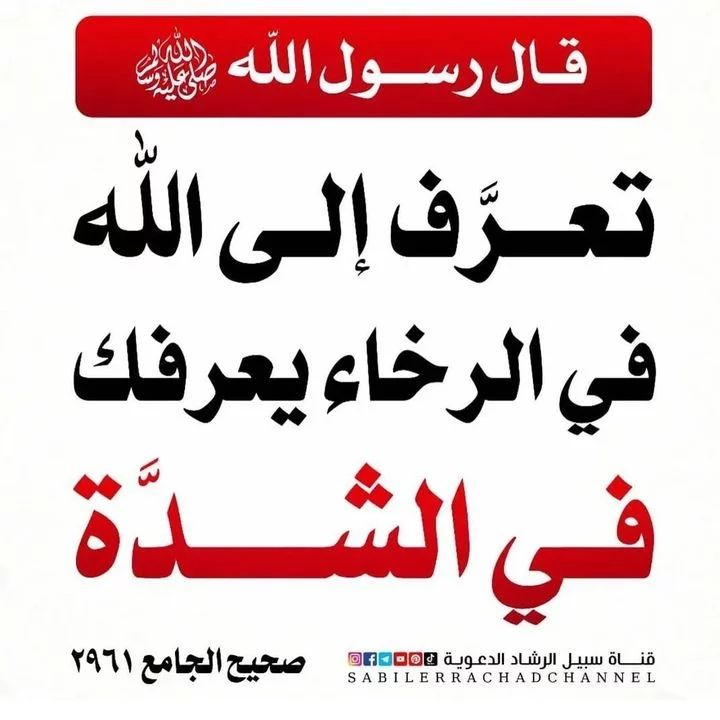 قال رسول الله صلى الله عليه وسلم
تعرَّف إلى الله
في الرخاء يعرفك
في الشدَّة
قناة سبيل الرشاد الدعوية
SABILERRACHADCHANNEL
صحيح الجامع ٢٩٦١